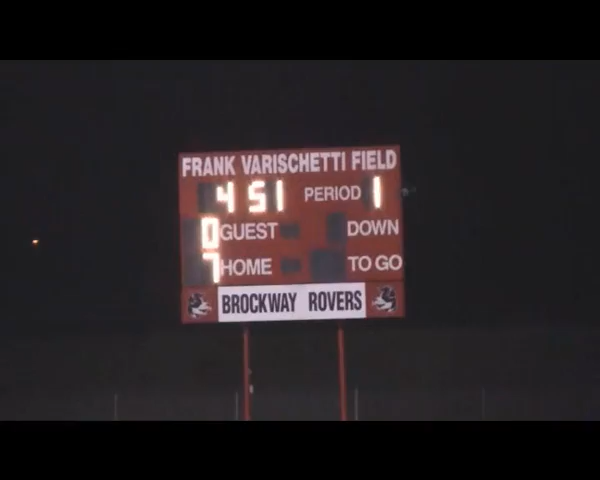 FRANK VARISCHETTI FIELD
4 51 PERIOD 1
0 GUEST DOWN
7 HOME TO GO
BROCKWAY ROVERS